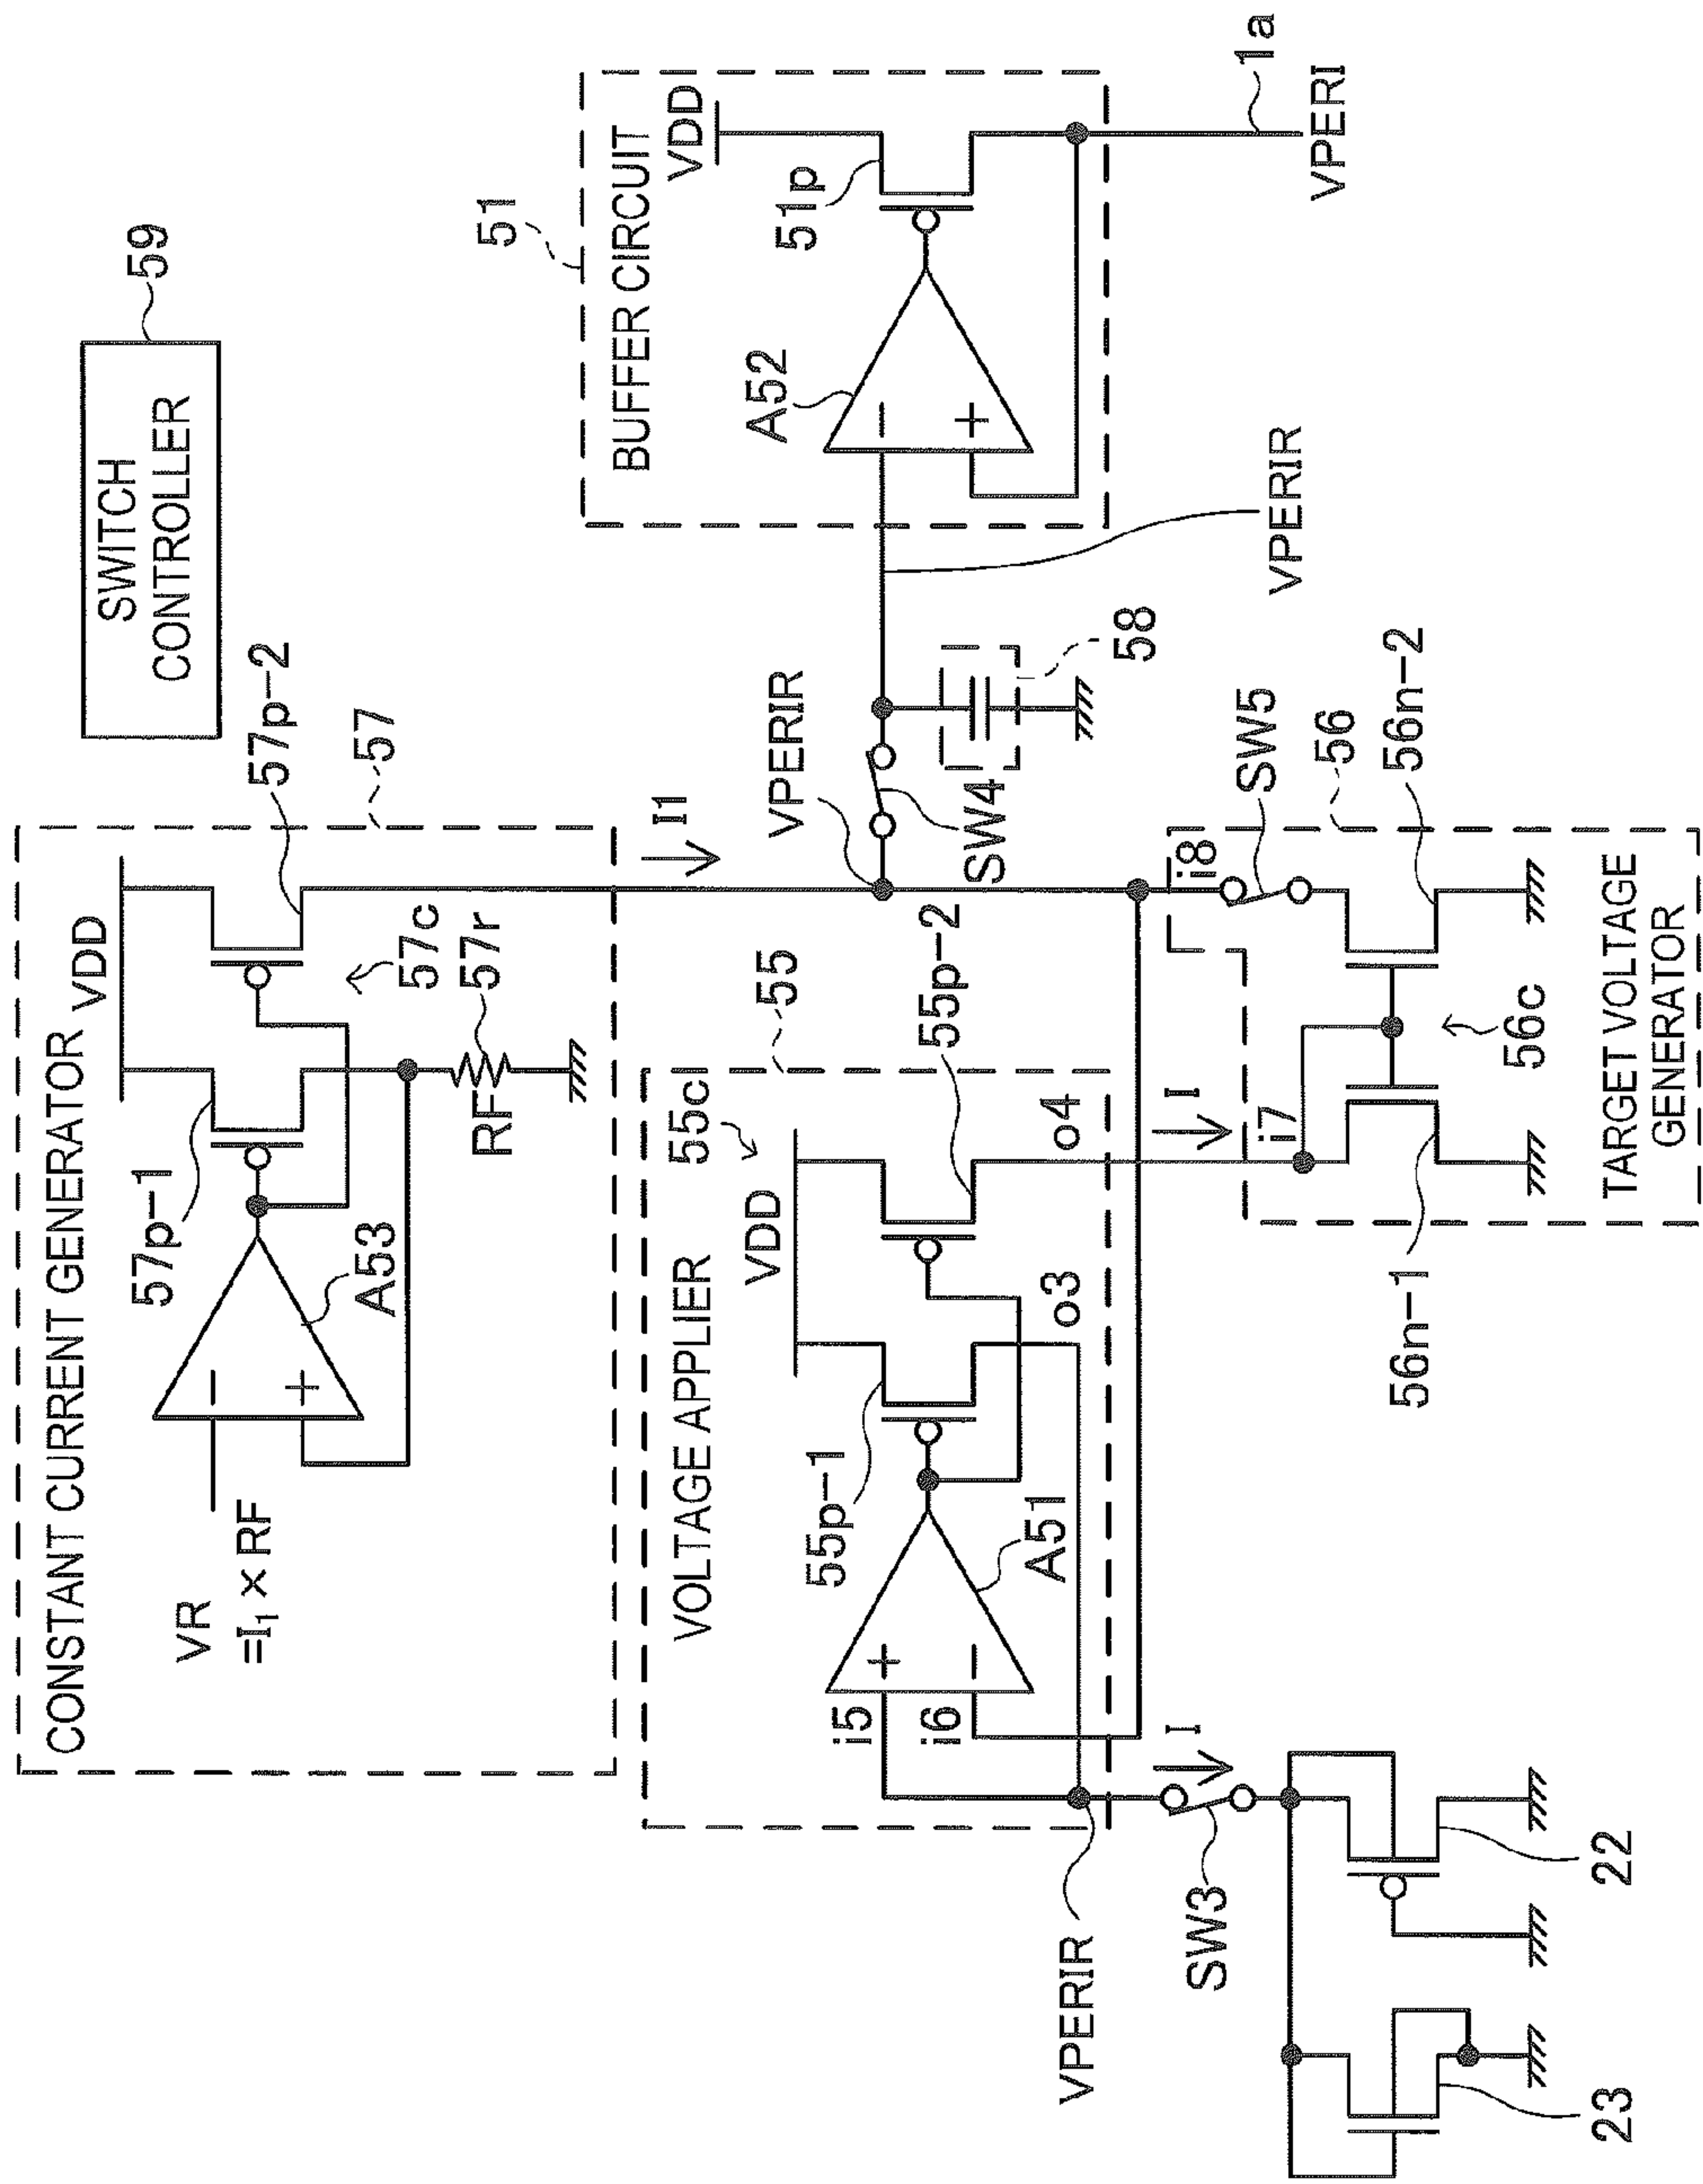 SWITCH
CONTROLLER
59
CONSTANT CURRENT GENERATOR
57
VDD
57p-2
57p-1
57c
57r
RF
A53
VR
=I₁ × RF
I1
VOLTAGE APPLIER
55
55c
VDD
55p-2
55p-1
A51
i5
i6
o3
o4
I
I
VPERIR
SW3
22
23
VPERIR
SW4
58
VPERIR
51
BUFFER CIRCUIT
VDD
51p
A52
1a
VPERI
SW5
56
i8
i7
56n-2
56n-1
56c
TARGET VOLTAGE
GENERATOR
+
−
−
+
−
+